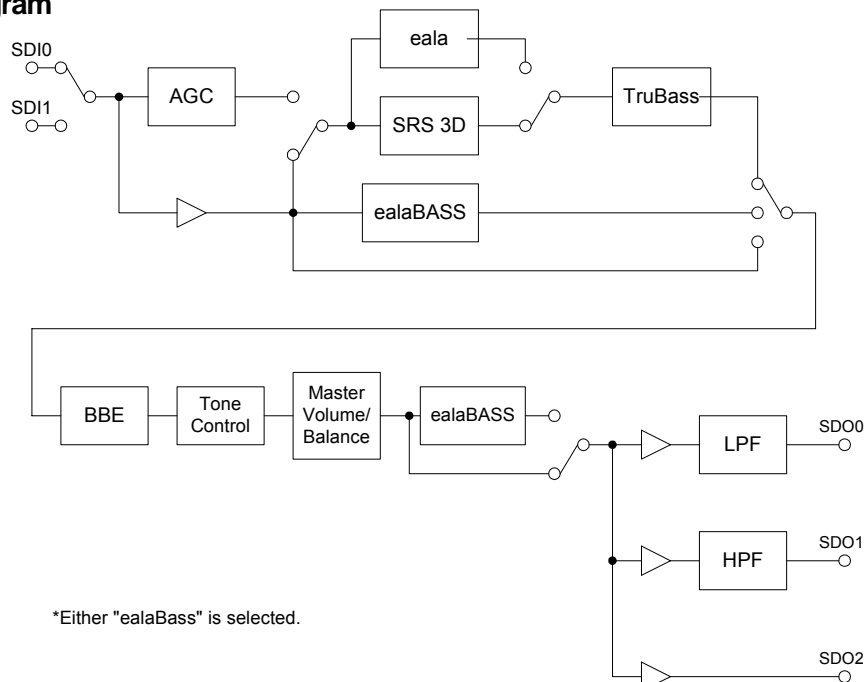 gram
SDI0
SDI1
AGC
eala
SRS 3D
TruBass
ealaBASS
BBE
Tone
Control
Master
Volume/
Balance
ealaBASS
LPF
SDO0
HPF
SDO1
SDO2
*Either "ealaBass" is selected.